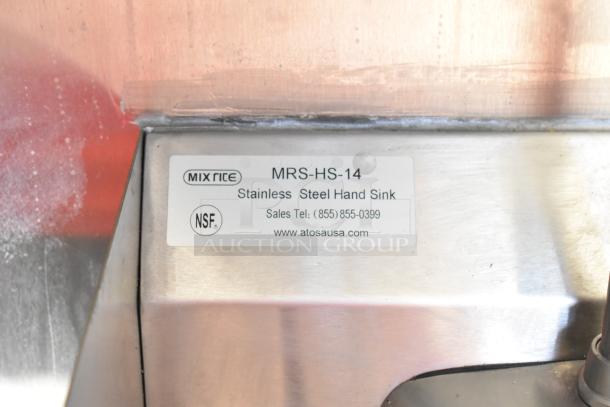 MIXRITE
MRS-HS-14
Stainless Steel Hand Sink
NSF®
Sales Tel: (855)855-0399
www.atosausa.com
AUCTION GROUP